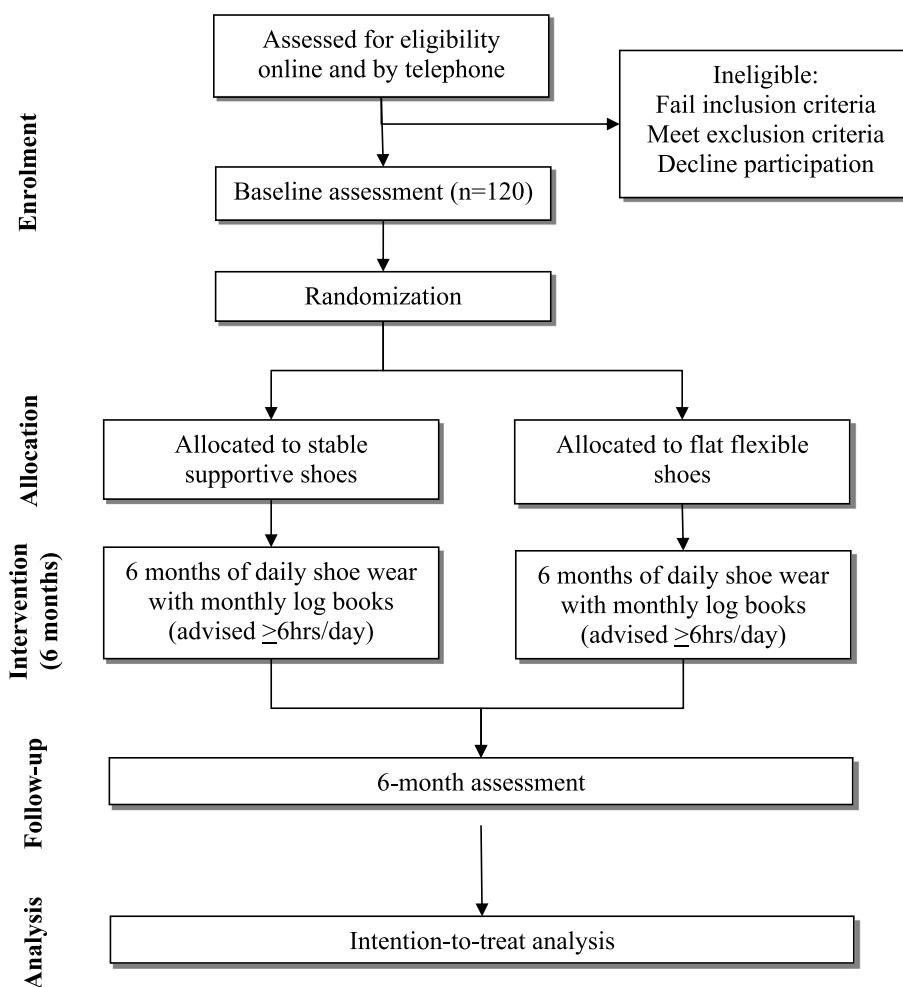 Enrolment
Assessed for eligibility
online and by telephone
Ineligible:
Fail inclusion criteria
Meet exclusion criteria
Decline participation
Baseline assessment (n=120)
Randomization
Allocation
Allocated to stable
supportive shoes
Allocated to flat flexible
shoes
Intervention
(6 months)
6 months of daily shoe wear
with monthly log books
(advised ≥6hrs/day)
6 months of daily shoe wear
with monthly log books
(advised ≥6hrs/day)
Follow-up
6-month assessment
Analysis
Intention-to-treat analysis